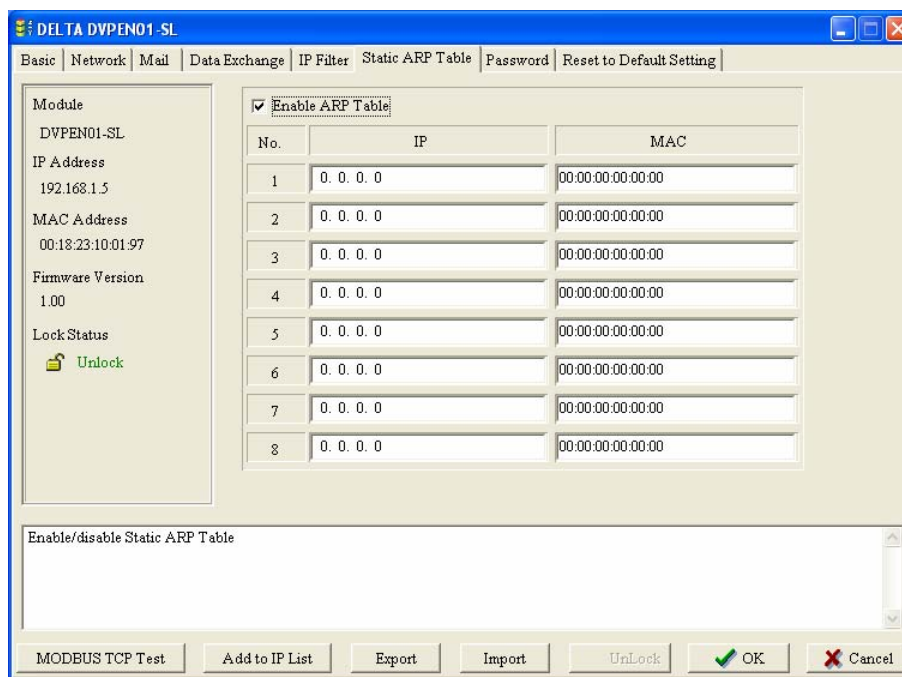 DELTA DVPEN01-SL
Basic Network Mail Data Exchange IP Filter Static ARP Table Password Reset to Default Setting
Module
DVPEN01-SL
IP Address
192.168.1.5
MAC Address
00:18:23:10:01:97
Firmware Version
1.00
Lock Status
Unlock
Enable ARP Table
No. IP MAC
1 0. 0. 0. 0 00:00:00:00:00:00
2 0. 0. 0. 0 00:00:00:00:00:00
3 0. 0. 0. 0 00:00:00:00:00:00
4 0. 0. 0. 0 00:00:00:00:00:00
5 0. 0. 0. 0 00:00:00:00:00:00
6 0. 0. 0. 0 00:00:00:00:00:00
7 0. 0. 0. 0 00:00:00:00:00:00
8 0. 0. 0. 0 00:00:00:00:00:00
Enable/disable Static ARP Table
MODBUS TCP Test Add to IP List Export Import UnLock OK Cancel